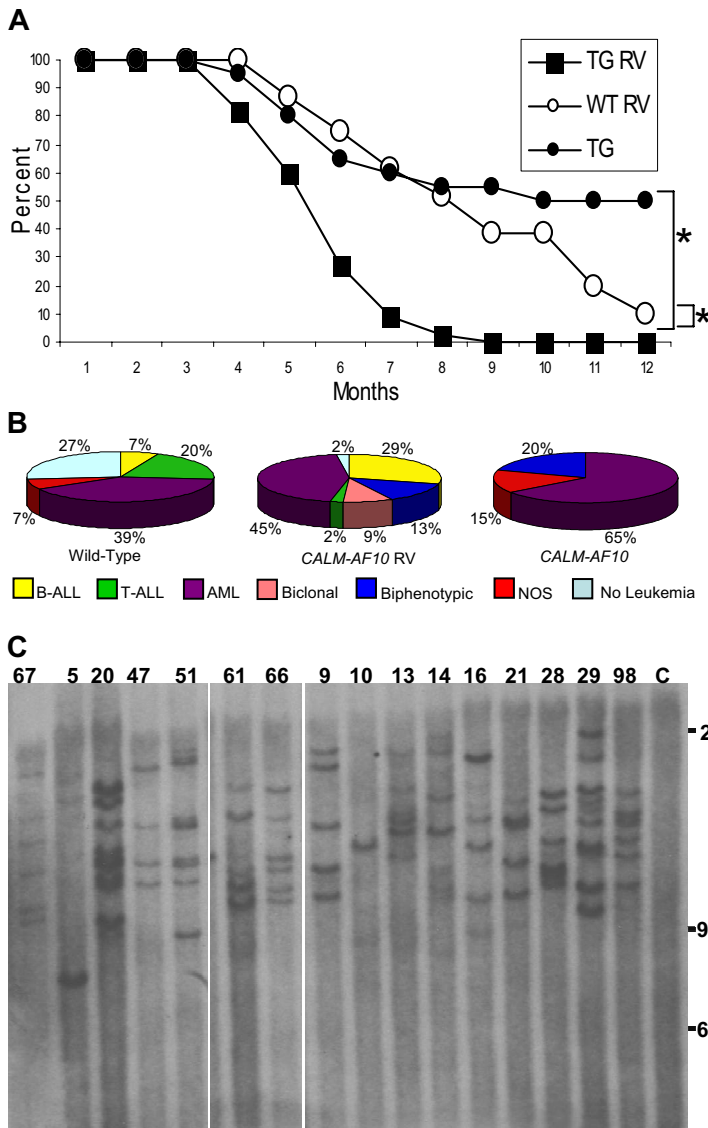 A
100
90
80
70
60
50
40
30
20
10
0
Percent
1 2 3 4 5 6 7 8 9 10 11 12
Months
TG RV
WT RV
TG
*
*
B
27% 7% 20% 39% 7%
Wild-Type
2% 29% 13% 9% 2% 45%
CALM-AF10 RV
20% 65% 15%
CALM-AF10
B-ALL T-ALL AML Biclonal Biphenotypic NOS No Leukemia
C
67 5 20 47 51 61 66 9 10 13 14 16 21 28 29 98 C
2
9
6